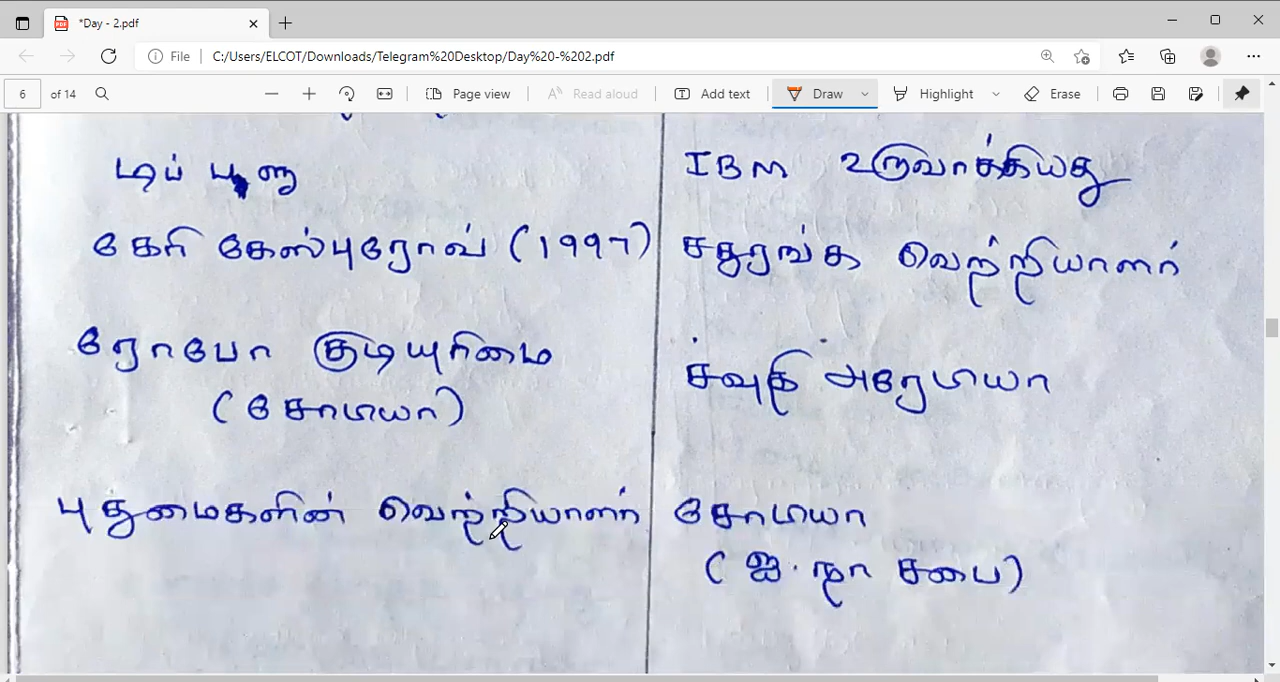 *Day - 2.pdf
File
C:/Users/ELCOT/Downloads/Telegram%20Desktop/Day%20-%202.pdf
6 of 14
Page view
Read aloud
Add text
Draw
Highlight
Erase
டிப் புளு
IBM உருவாக்கியது
கேரி கேஸ்புரோவ் (1997)
சதுரங்க வெற்றியாளர்
ரோபோ குடியுரிமை
(சோபியா)
சவுதி அரேபியா
புதுமைகளின் வெற்றியாளர்
சோபியா
(ஐ.நா சபை)